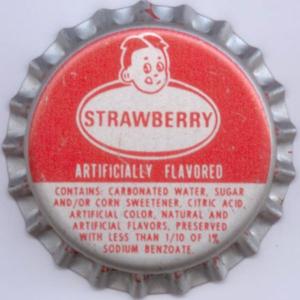 STRAWBERRY
ARTIFICIALLY FLAVORED
CONTAINS: CARBONATED WATER, SUGAR
AND/OR CORN SWEETENER, CITRIC ACID,
ARTIFICIAL COLOR, NATURAL AND
ARTIFICIAL FLAVORS, PRESERVED
WITH LESS THAN 1/10 OF 1%
SODIUM BENZOATE.